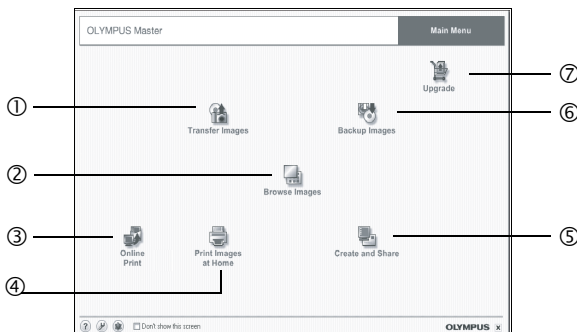 OLYMPUS Master
Main Menu
⑦
Upgrade
①
Transfer Images
Backup Images
⑥
②
Browse Images
③
Online
Print
Print Images
at Home
④
Create and Share
⑤
? Don't show this screen
OLYMPUS x